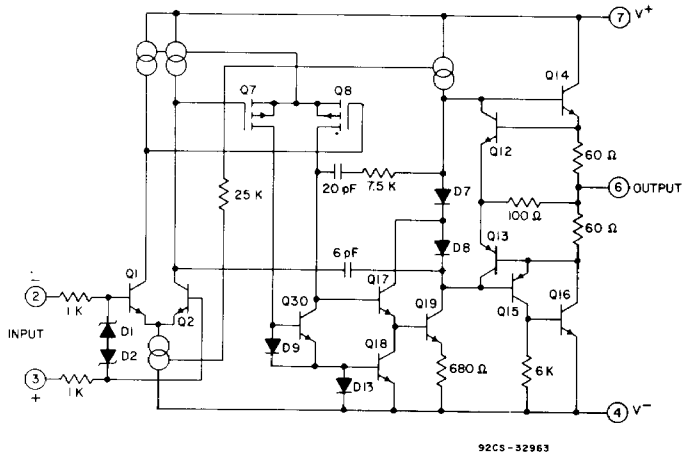 7 V+
Q14
Q7
Q8
Q12
60 Ω
6 OUTPUT
25 K
20 pF
7.5 K
D7
100 Ω
60 Ω
Q13
D8
6 pF
Q1
Q17
−
2
1 K
D1
Q2
Q30
Q19
Q15
Q16
INPUT
D2
D9
Q18
3
+
1 K
D13
680 Ω
6 K
4 V−
92CS-32963